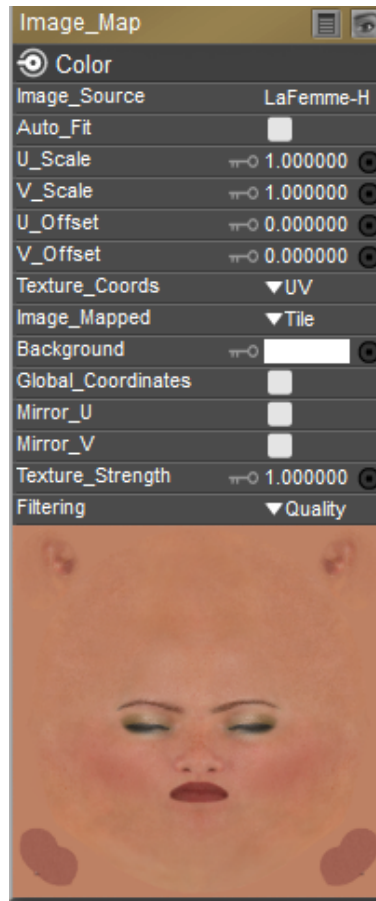 Image_Map
Color
Image_Source LaFemme-H
Auto_Fit
U_Scale 1.000000
V_Scale 1.000000
U_Offset 0.000000
V_Offset 0.000000
Texture_Coords ▼UV
Image_Mapped ▼Tile
Background
Global_Coordinates
Mirror_U
Mirror_V
Texture_Strength 1.000000
Filtering ▼Quality